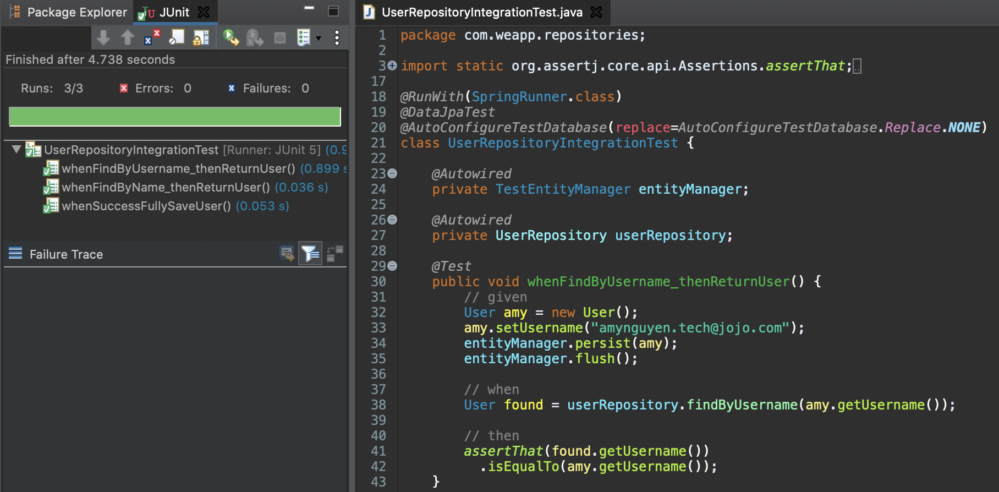 Package Explorer
JUnit
Finished after 4.738 seconds
Runs: 3/3
Errors: 0
Failures: 0
UserRepositoryIntegrationTest [Runner: JUnit 5] (0.9
whenFindByUsername_thenReturnUser() (0.899 s
whenFindByName_thenReturnUser() (0.036 s)
whenSuccessFullySaveUser() (0.053 s)
Failure Trace
UserRepositoryIntegrationTest.java
1 package com.weapp.repositories;
2
3 import static org.assertj.core.api.Assertions.assertThat;
17
18 @RunWith(SpringRunner.class)
19 @DataJpaTest
20 @AutoConfigureTestDatabase(replace=AutoConfigureTestDatabase.Replace.NONE)
21 class UserRepositoryIntegrationTest {
22
23 @Autowired
24 private TestEntityManager entityManager;
25
26 @Autowired
27 private UserRepository userRepository;
28
29 @Test
30 public void whenFindByUsername_thenReturnUser() {
31 // given
32 User amy = new User();
33 amy.setUsername("amynguyen.tech@jojo.com");
34 entityManager.persist(amy);
35 entityManager.flush();
36
37 // when
38 User found = userRepository.findByUsername(amy.getUsername());
39
40 // then
41 assertThat(found.getUsername())
42 .isEqualTo(amy.getUsername());
43 }